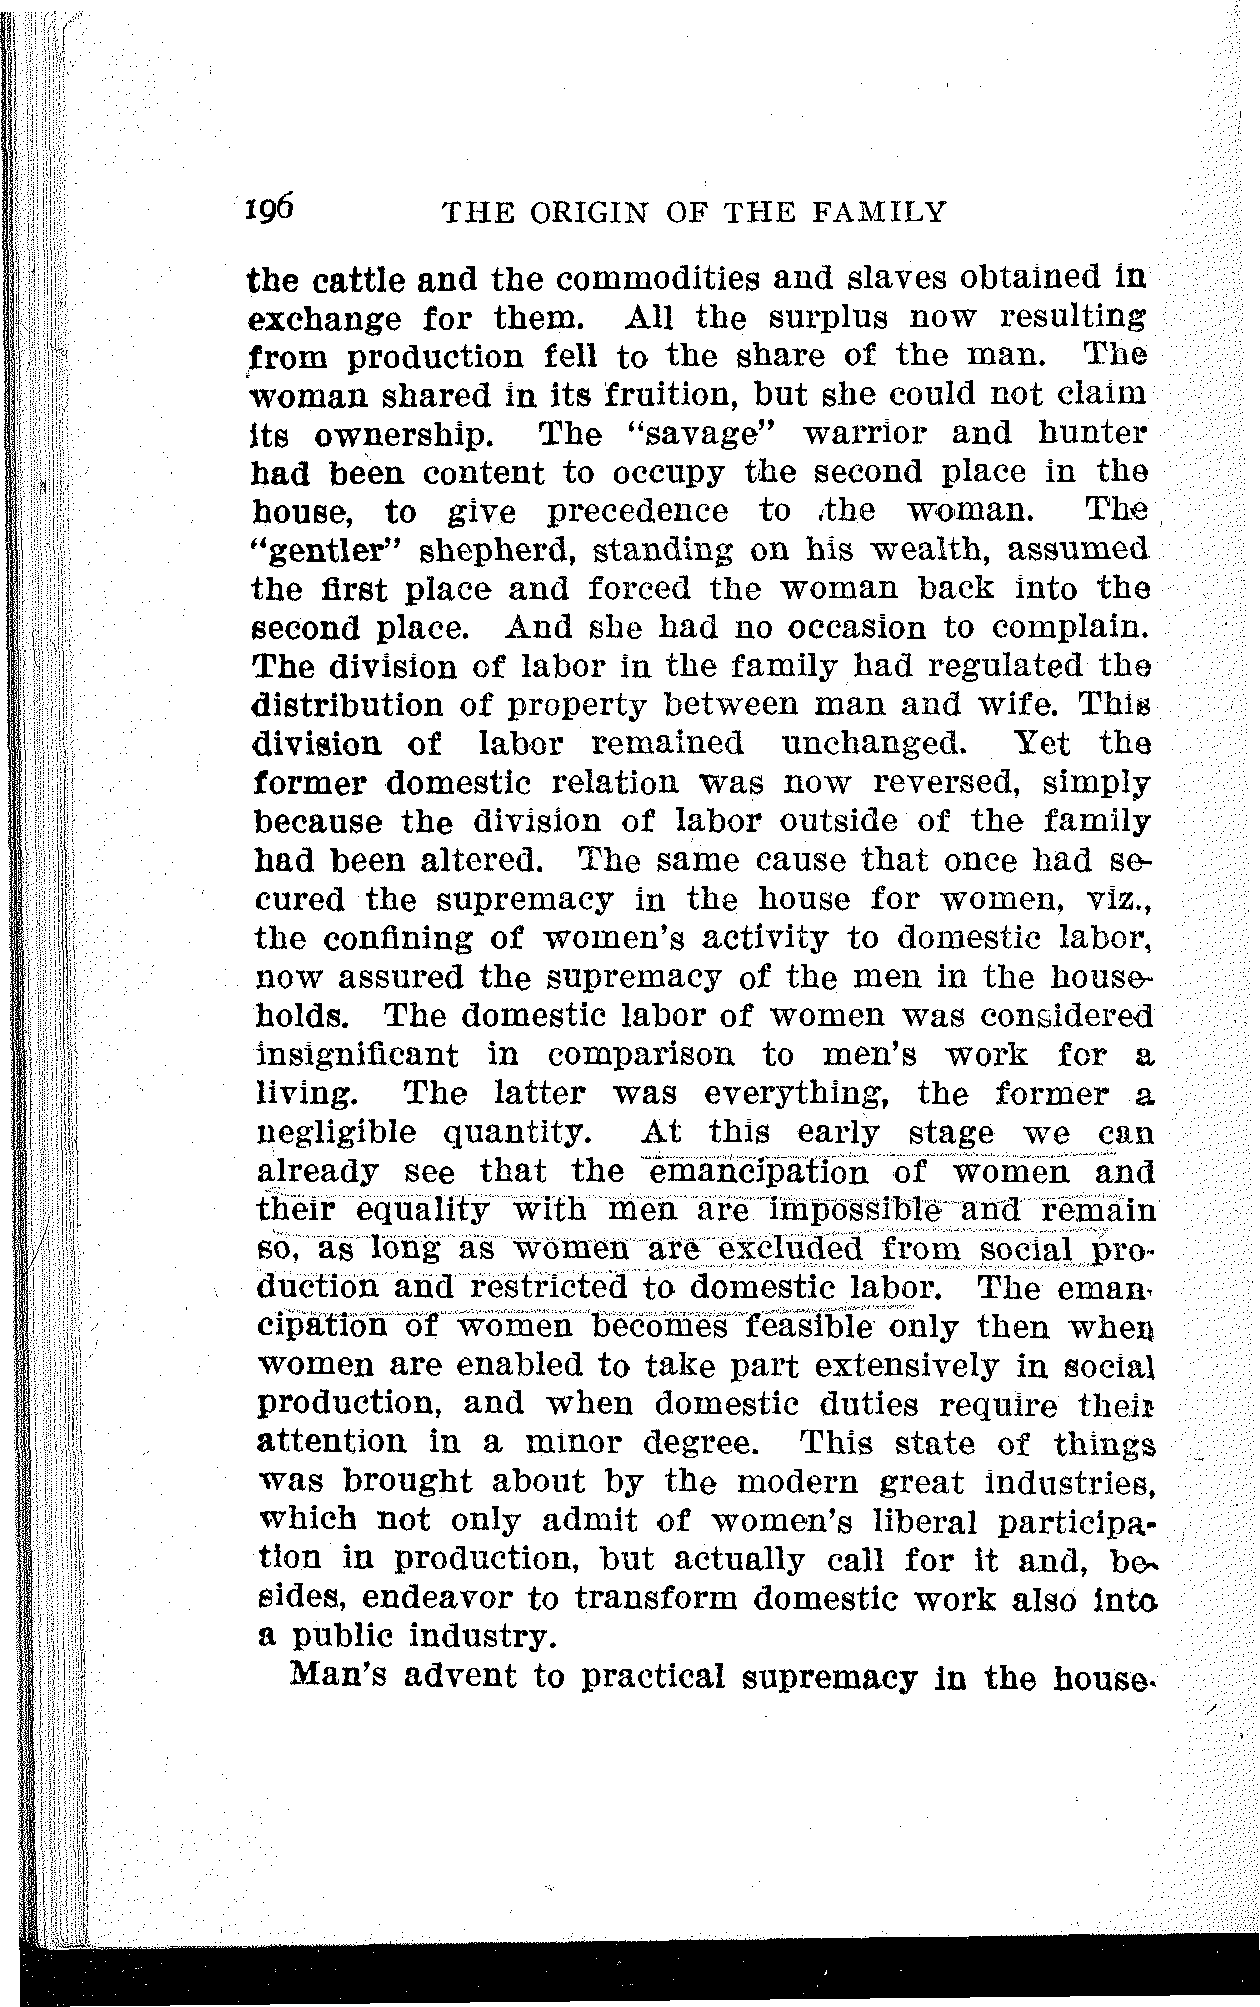 196 THE ORIGIN OF THE FAMILY
the cattle and the commodities and slaves obtained in
exchange for them. All the surplus now resulting
from production fell to the share of the man. The
woman shared in its fruition, but she could not claim
its ownership. The "savage" warrior and hunter
had been content to occupy the second place in the
house, to give precedence to the woman. The
"gentler" shepherd, standing on his wealth, assumed
the first place and forced the woman back into the
second place. And she had no occasion to complain.
The division of labor in the family had regulated the
distribution of property between man and wife. This
division of labor remained unchanged. Yet the
former domestic relation was now reversed, simply
because the division of labor outside of the family
had been altered. The same cause that once had se-
cured the supremacy in the house for women, viz.,
the confining of women's activity to domestic labor,
now assured the supremacy of the men in the house-
holds. The domestic labor of women was considered
insignificant in comparison to men's work for a
living. The latter was everything, the former a
negligible quantity. At this early stage we can
already see that the emancipation of women and
their equality with men are impossible and remain
so, as long as women are excluded from social pro-
duction and restricted to domestic labor. The eman-
cipation of women becomes feasible only then when
women are enabled to take part extensively in social
production, and when domestic duties require their
attention in a minor degree. This state of things
was brought about by the modern great industries,
which not only admit of women's liberal participa-
tion in production, but actually call for it and, be-
sides, endeavor to transform domestic work also into
a public industry.
Man's advent to practical supremacy in the house-